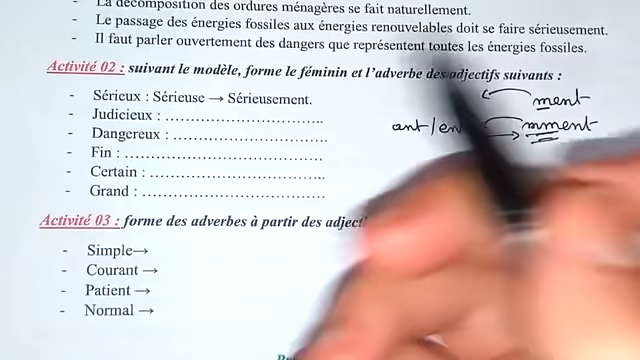 - La décomposition des ordures ménagères se fait naturellement.
- Le passage des énergies fossiles aux énergies renouvelables doit se faire sérieusement.
- Il faut parler ouvertement des dangers que représentent toutes les énergies fossiles.
Activité 02 : suivant le modèle, forme le féminin et l'adverbe des adjectifs suivants :
- Sérieux : Sérieuse → Sérieusement.
ment
- Judicieux : ……………………………..
ant/en mment
- Dangereux : ……………………………
- Fin : ……………………………………
- Certain : ………………………………..
- Grand : …………………………………
Activité 03 : forme des adverbes à partir des adject
- Simple→
- Courant →
- Patient →
- Normal →